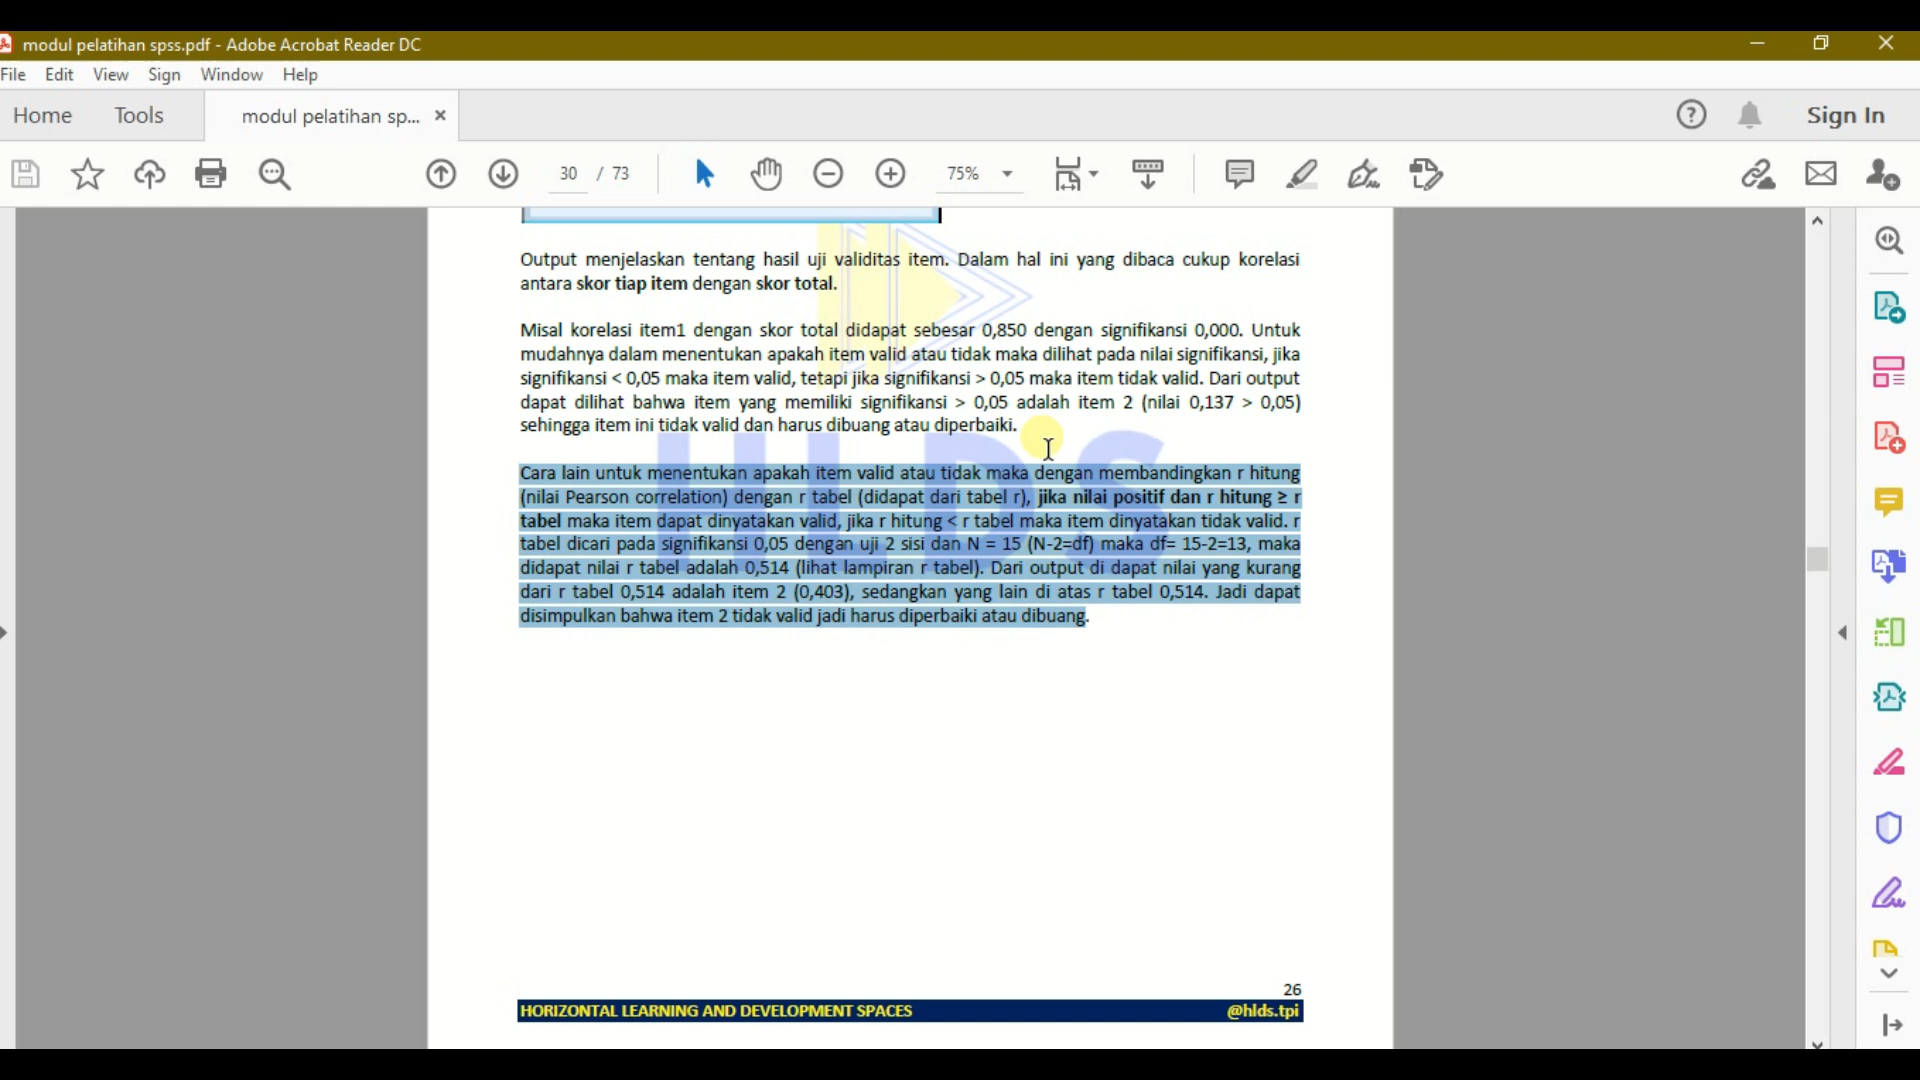 modul pelatihan spss.pdf - Adobe Acrobat Reader DC
File Edit View Sign Window Help
Home Tools modul pelatihan sp... × Sign In
30 / 73 75%
Output menjelaskan tentang hasil uji validitas item. Dalam hal ini yang dibaca cukup korelasi
antara skor tiap item dengan skor total.
Misal korelasi item1 dengan skor total didapat sebesar 0,850 dengan signifikansi 0,000. Untuk
mudahnya dalam menentukan apakah item valid atau tidak maka dilihat pada nilai signifikansi, jika
signifikansi < 0,05 maka item valid, tetapi jika signifikansi > 0,05 maka item tidak valid. Dari output
dapat dilihat bahwa item yang memiliki signifikansi > 0,05 adalah item 2 (nilai 0,137 > 0,05)
sehingga item ini tidak valid dan harus dibuang atau diperbaiki.
HLDS
Cara lain untuk menentukan apakah item valid atau tidak maka dengan membandingkan r hitung
(nilai Pearson correlation) dengan r tabel (didapat dari tabel r), jika nilai positif dan r hitung ≥ r
tabel maka item dapat dinyatakan valid, jika r hitung < r tabel maka item dinyatakan tidak valid. r
tabel dicari pada signifikansi 0,05 dengan uji 2 sisi dan N = 15 (N-2=df) maka df= 15-2=13, maka
didapat nilai r tabel adalah 0,514 (lihat lampiran r tabel). Dari output di dapat nilai yang kurang
dari r tabel 0,514 adalah item 2 (0,403), sedangkan yang lain di atas r tabel 0,514. Jadi dapat
disimpulkan bahwa item 2 tidak valid jadi harus diperbaiki atau dibuang.
26
HORIZONTAL LEARNING AND DEVELOPMENT SPACES @hlds.tpi